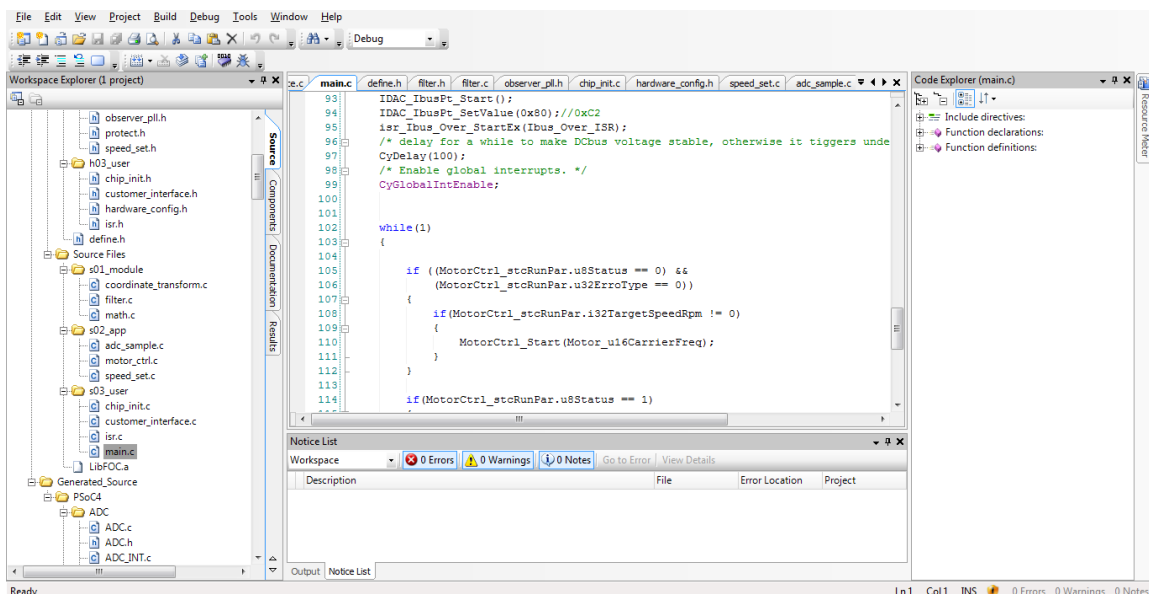 File Edit View Project Build Debug Tools Window Help
Debug
Workspace Explorer (1 project)
observer_pll.h
protect.h
speed_set.h
h03_user
chip_init.h
customer_interface.h
hardware_config.h
isr.h
define.h
Source Files
s01_module
coordinate_transform.c
filter.c
math.c
s02_app
adc_sample.c
motor_ctrl.c
speed_set.c
s03_user
chip_init.c
customer_interface.c
isr.c
main.c
LibFOC.a
Generated_Source
PSoC4
ADC
ADC.c
ADC.h
ADC_INT.c
Source
Components
Documentation
Results
main.c define.h filter.h filter.c observer_pll.h chip_init.h hardware_config.h speed_set.h adc_sample.c
93 IDAC_IbusPt_Start();
94 IDAC_IbusPt_SetValue(0x80);//0xC2
95 isr_Ibus_Over_StartEx(Ibus_Over_ISR);
96 /* delay for a while to make DCbus voltage stable, otherwise it tiggers unde
97 CyDelay(100);
98 /* Enable global interrupts. */
99 CyGlobalIntEnable;
100
101
102 while(1)
103 {
104
105 if ((MotorCtrl_stcRunPar.u8Status == 0) &&
106 (MotorCtrl_stcRunPar.u32ErroType == 0))
107 {
108 if(MotorCtrl_stcRunPar.i32TargetSpeedRpm != 0)
109 {
110 MotorCtrl_Start(Motor_u16CarrierFreq);
111 }
112 }
113
114 if(MotorCtrl_stcRunPar.u8Status == 1)
Notice List
Workspace 0 Errors 0 Warnings 0 Notes Go to Error View Details
Description File Error Location Project
Output Notice List
Code Explorer (main.c)
Include directives:
Function declarations:
Function definitions:
Resource Meter
Ready Ln 1 Col 1 INS 0 Errors 0 Warnings 0 Notes